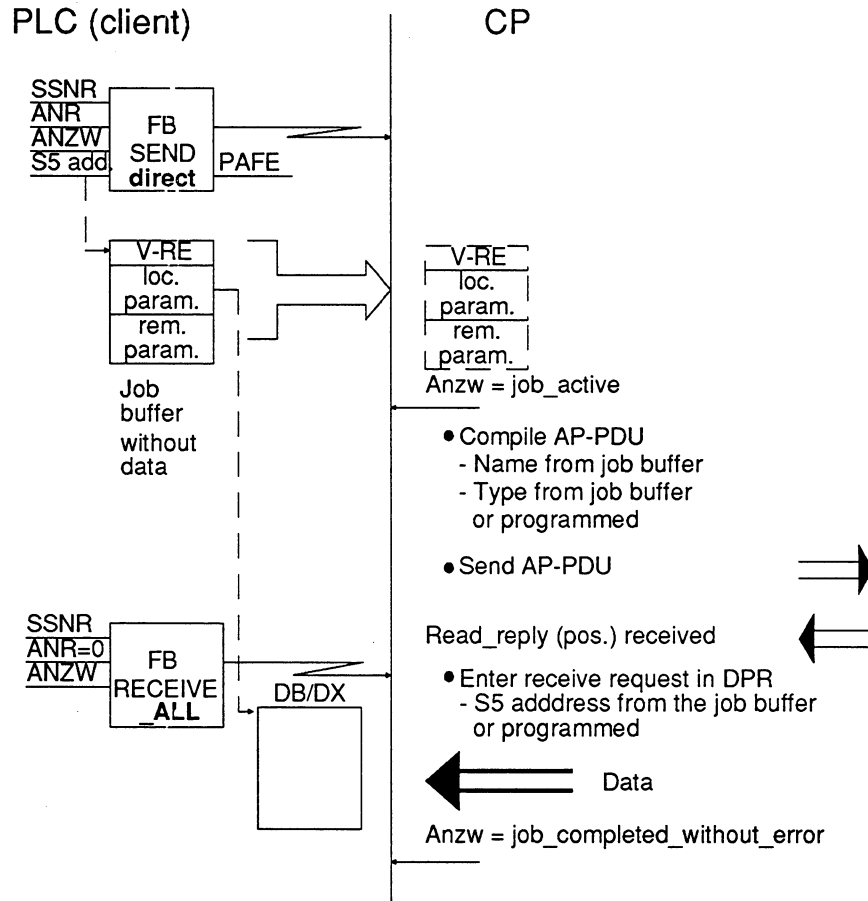 PLC (client)
CP
SSNR
ANR
ANZW
S5 add.
FB
SEND
direct
PAFE
V-RE
loc.
param.
rem.
param.
Job
buffer
without
data
V-RE
loc.
param.
rem.
param.
Anzw = job_active
• Compile AP-PDU
- Name from job buffer
- Type from job buffer
or programmed
• Send AP-PDU
SSNR
ANR=0
ANZW
FB
RECEIVE
_ALL
DB/DX
Read_reply (pos.) received
• Enter receive request in DPR
- S5 adddress from the job buffer
or programmed
Data
Anzw = job_completed_without_error